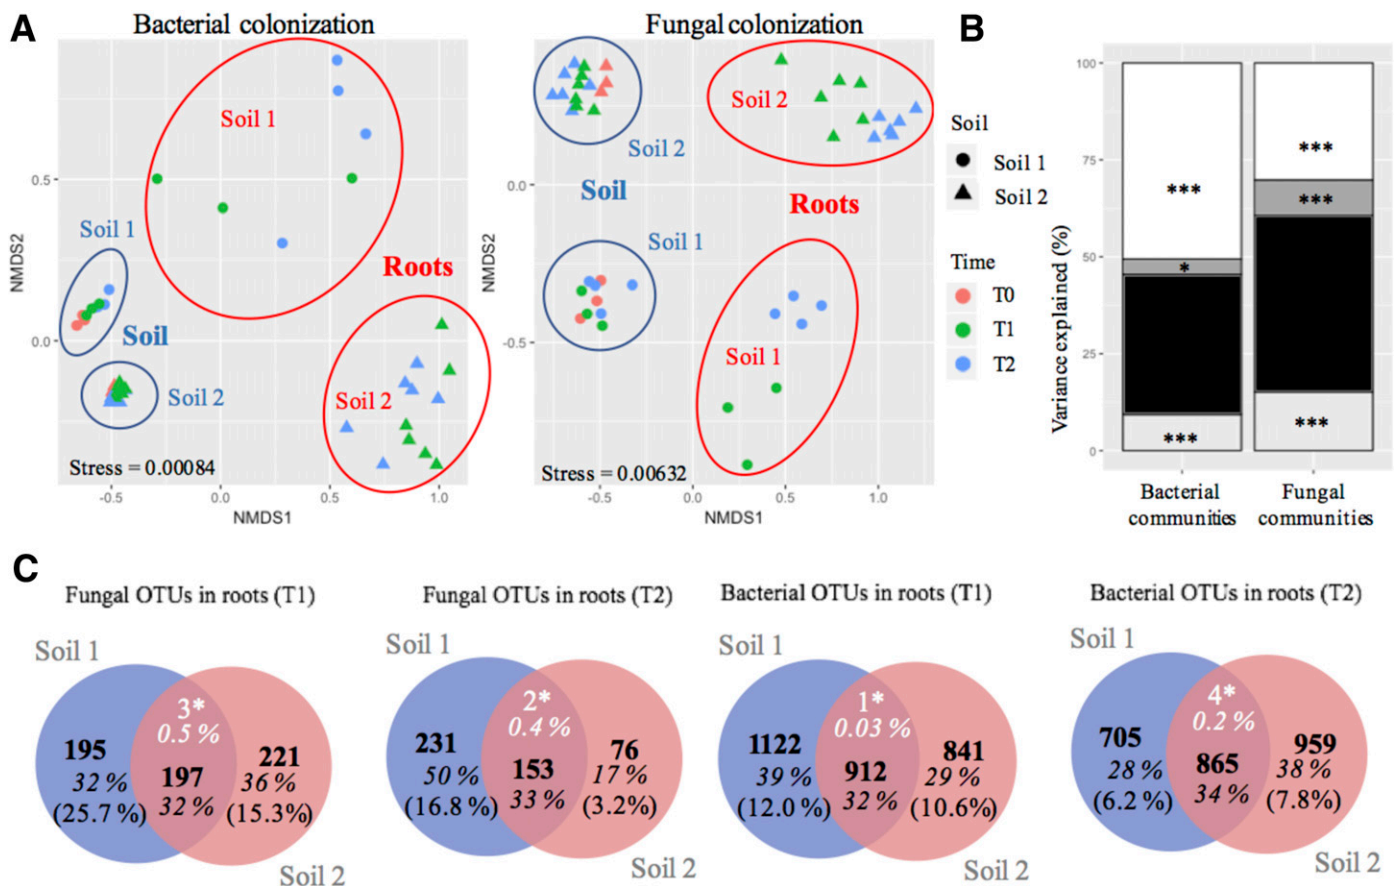 A
Bacterial colonization
Fungal colonization
B
NMDS2
0.5
0.0
Soil 1
Soil 1
Soil
Soil 2
Roots
Soil 2
Stress = 0.00084
-0.5
0.0
0.5
1.0
NMDS1
NMDS2
0.0
-0.5
Soil 2
Soil 2
Soil
Roots
Soil 1
Soil 1
Stress = 0.00632
-0.5
0.0
0.5
1.0
NMDS1
Soil
Soil 1
Soil 2
Time
T0
T1
T2
Variance explained (%)
100
75
50
25
0
***
*
***
***
***
***
Bacterial
communities
Fungal
communities
C
Fungal OTUs in roots (T1)
Soil 1
3*
0.5 %
195
32 %
(25.7 %)
197
32 %
221
36 %
(15.3%)
Soil 2
Fungal OTUs in roots (T2)
Soil 1
2*
0.4 %
231
50 %
(16.8 %)
153
33 %
76
17 %
(3.2%)
Soil 2
Bacterial OTUs in roots (T1)
Soil 1
1*
0.03 %
1122
39 %
(12.0 %)
912
32 %
841
29 %
(10.6%)
Soil 2
Bacterial OTUs in roots (T2)
Soil 1
4*
0.2 %
705
28 %
(6.2 %)
865
34 %
959
38 %
(7.8%)
Soil 2